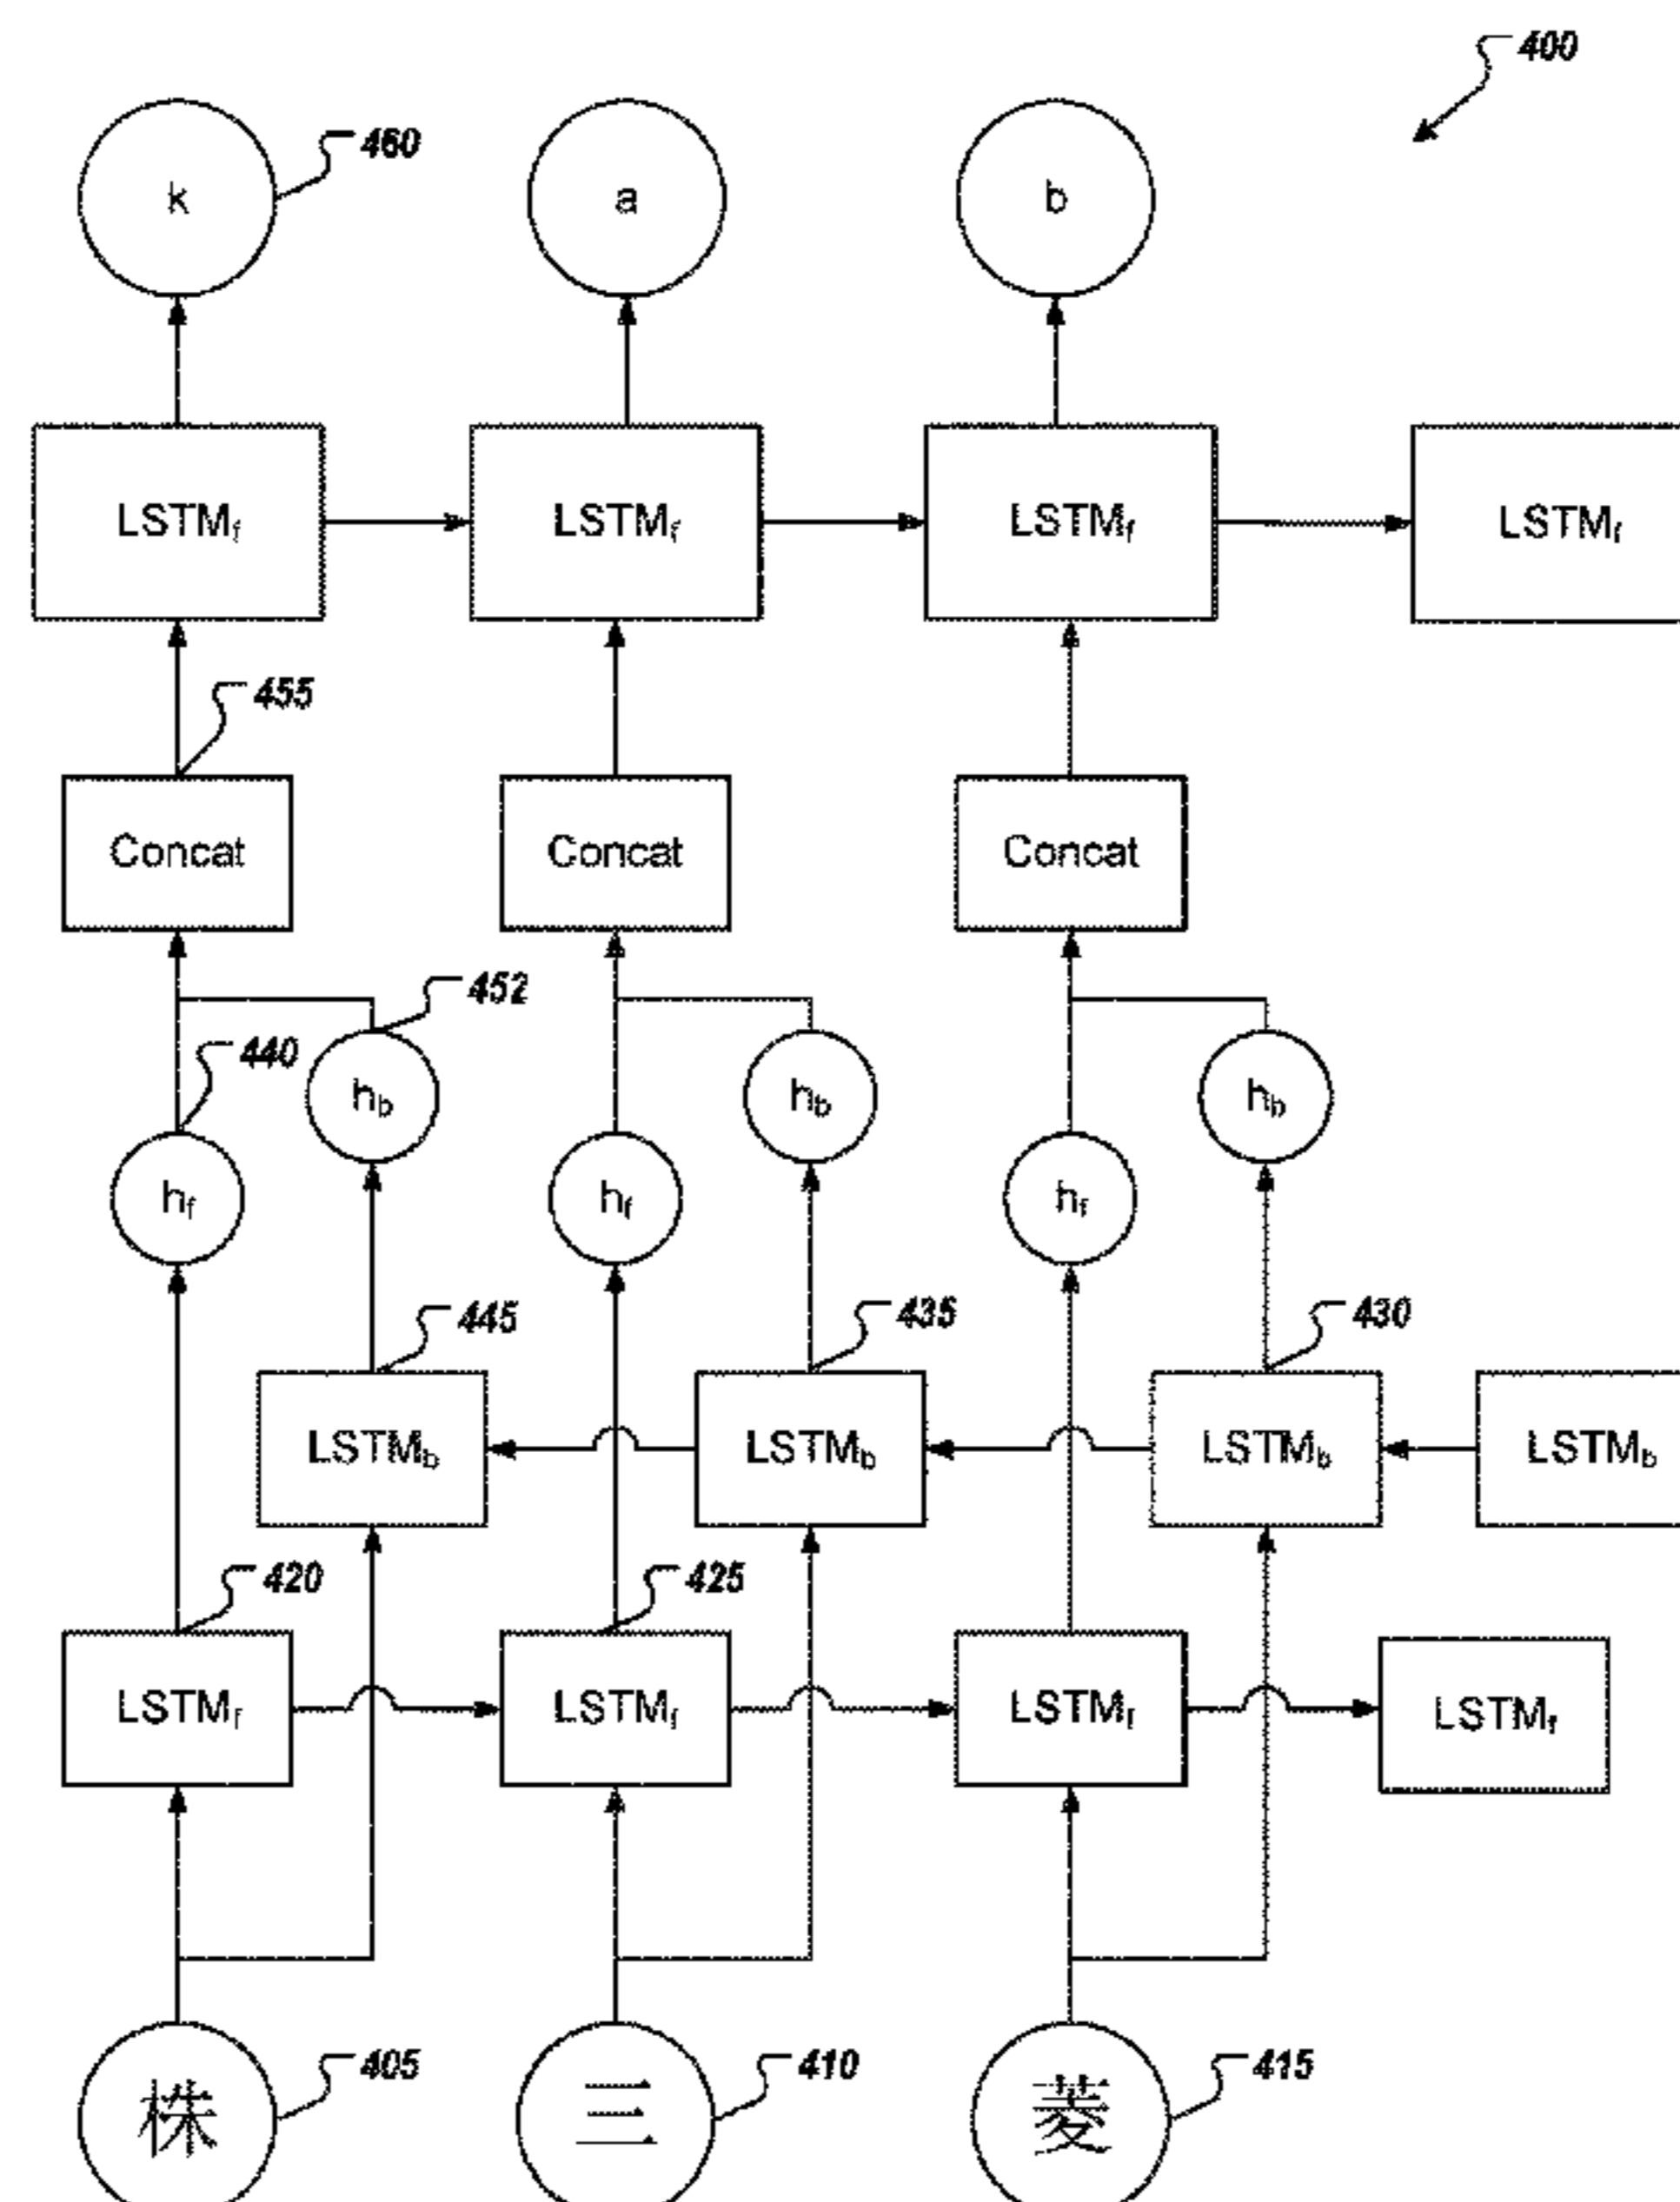 400
460
k a b
LSTMf LSTMf LSTMf LSTMf
455
Concat Concat Concat
452
440
hb hb hb
hf hf hf
445 435 430
LSTMb LSTMb LSTMb LSTMb
420 425
LSTMf LSTMf LSTMf LSTMf
405 410 415
株 三 菱